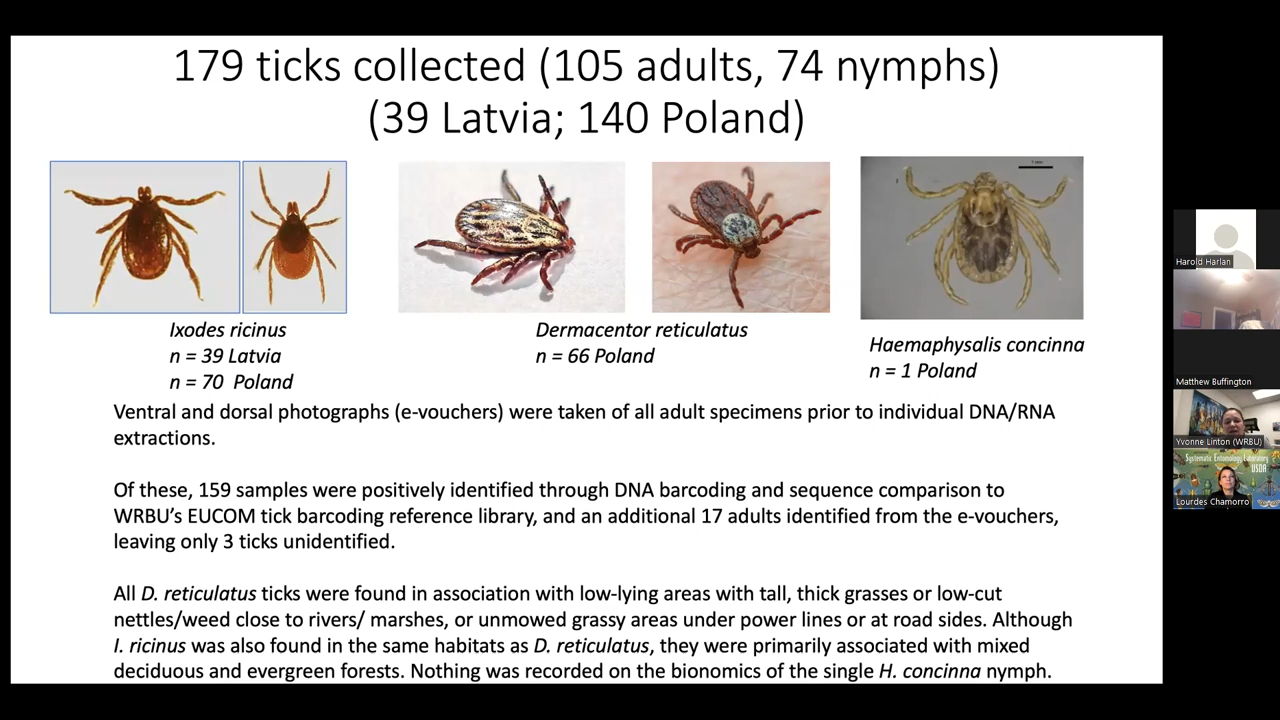 179 ticks collected (105 adults, 74 nymphs)
(39 Latvia; 140 Poland)
Ixodes ricinus
n = 39 Latvia
n = 70 Poland
Dermacentor reticulatus
n = 66 Poland
Haemaphysalis concinna
n = 1 Poland
Ventral and dorsal photographs (e-vouchers) were taken of all adult specimens prior to individual DNA/RNA
extractions.
Of these, 159 samples were positively identified through DNA barcoding and sequence comparison to
WRBU's EUCOM tick barcoding reference library, and an additional 17 adults identified from the e-vouchers,
leaving only 3 ticks unidentified.
All D. reticulatus ticks were found in association with low-lying areas with tall, thick grasses or low-cut
nettles/weed close to rivers/ marshes, or unmowed grassy areas under power lines or at road sides. Although
I. ricinus was also found in the same habitats as D. reticulatus, they were primarily associated with mixed
deciduous and evergreen forests. Nothing was recorded on the bionomics of the single H. concinna nymph.
Harold Harlan
Matthew Buffington
Yvonne Linton (WRBU)
Systematic Entomology Laboratory
USDA
Lourdes Chamorro